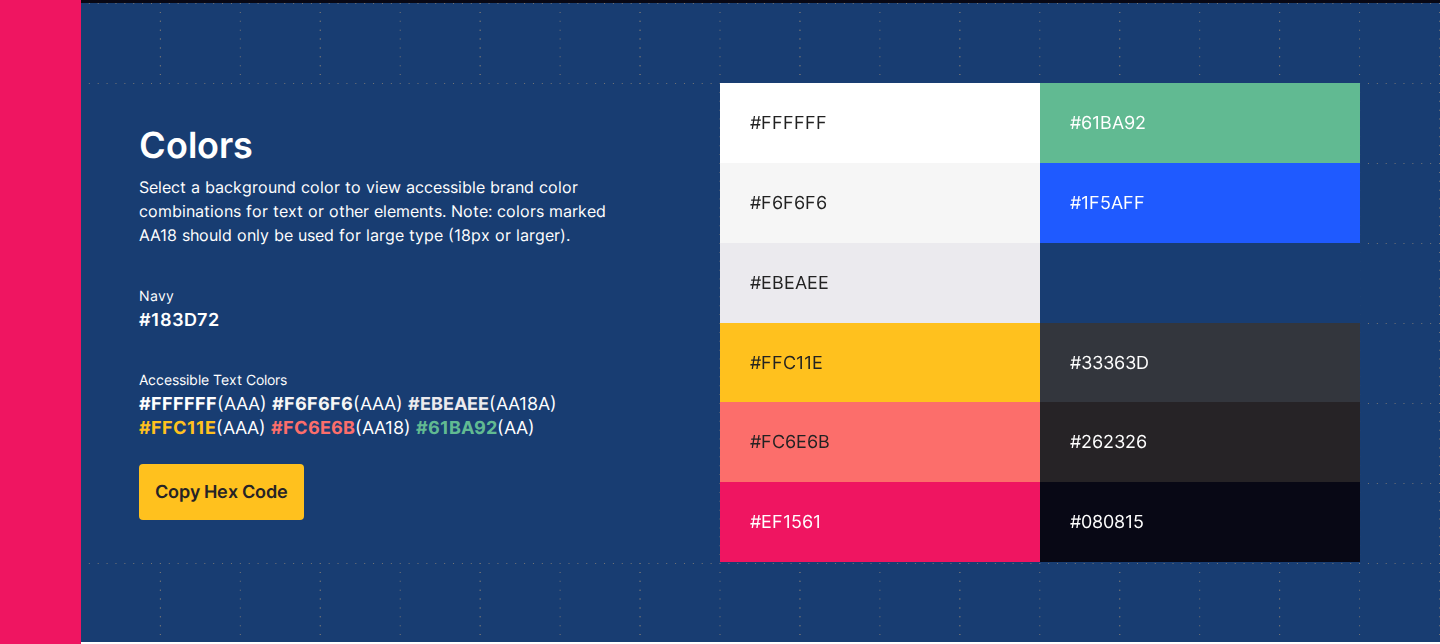 Colors
Select a background color to view accessible brand color
combinations for text or other elements. Note: colors marked
AA18 should only be used for large type (18px or larger).
Navy
#183D72
Accessible Text Colors
#FFFFFF(AAA) #F6F6F6(AAA) #EBEAEE(AA18A)
#FFC11E(AAA) #FC6E6B(AA18) #61BA92(AA)
Copy Hex Code
#FFFFFF
#61BA92
#F6F6F6
#1F5AFF
#EBEAEE
#FFC11E
#33363D
#FC6E6B
#262326
#EF1561
#080815